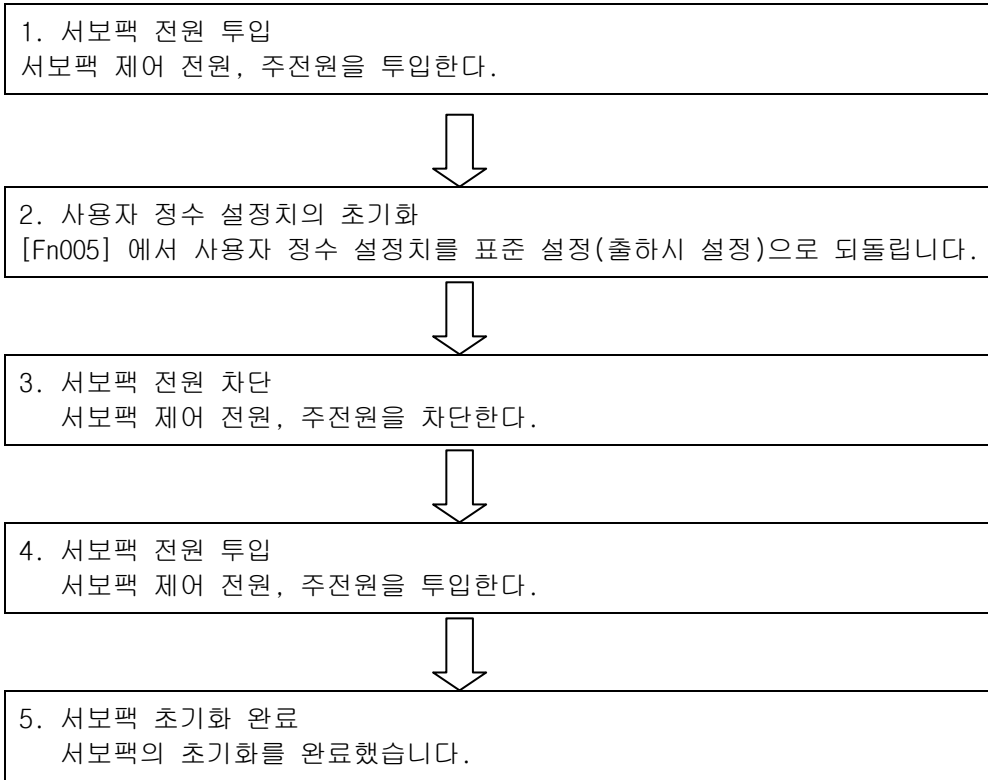 1. 서보팩 전원 투입
서보팩 제어 전원, 주전원을 투입한다.
2. 사용자 정수 설정치의 초기화
[Fn005] 에서 사용자 정수 설정치를 표준 설정(출하시 설정)으로 되돌립니다.
3. 서보팩 전원 차단
서보팩 제어 전원, 주전원을 차단한다.
4. 서보팩 전원 투입
서보팩 제어 전원, 주전원을 투입한다.
5. 서보팩 초기화 완료
서보팩의 초기화를 완료했습니다.